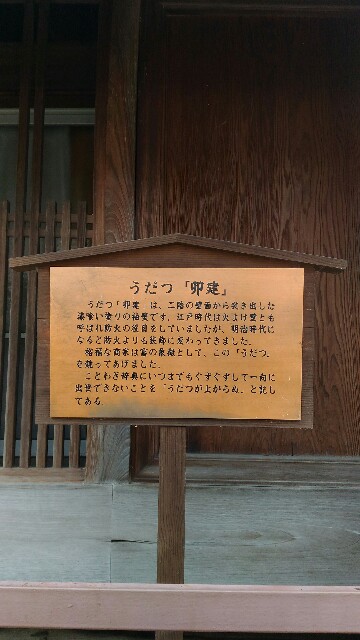 うだつ「卯建」
うだつ「卯建」は、二階の壁面から突き出した
漆喰い塗りの袖壁です。江戸時代は火よけ壁とも
呼ばれ防火の役目をしていましたが、明治時代に
なると防火よりも装飾に変わってきました。
裕福な商家は富の象徴として、この「うだつ」
を競ってあげました。
ことわざ辞典にいつまでもぐずぐずして一向に
出世できないことを「うだつが上がらぬ」と記し
てある。